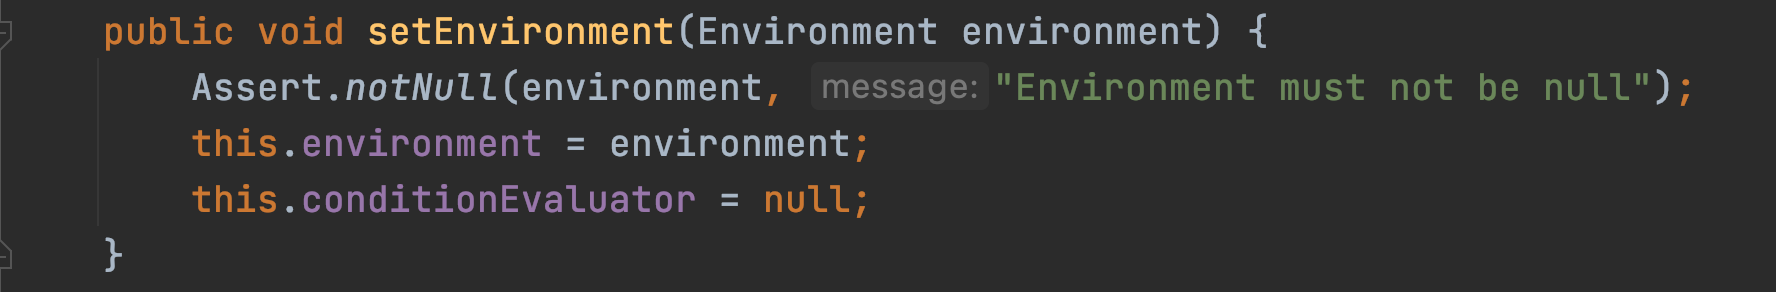 public void setEnvironment(Environment environment) {
Assert.notNull(environment, message: "Environment must not be null");
this.environment = environment;
this.conditionEvaluator = null;
}